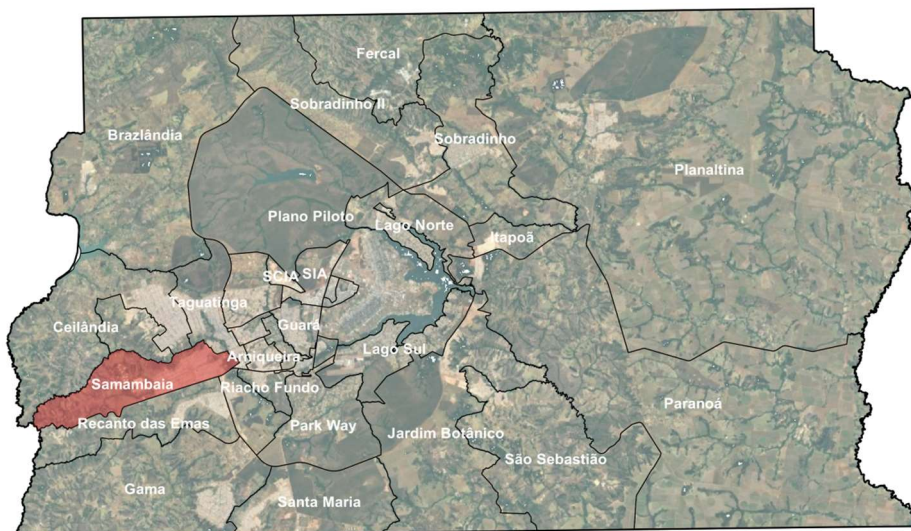 Fercal
Sobradinho II
Brazlândia
Sobradinho
Planaltina
Plano Piloto
Lago Norte
Itapoã
SCIA
SIA
Taguatinga
Ceilândia
Guará
Lago Sul
Arniqueira
Samambaia
Riacho Fundo
Paranoá
Recanto das Emas
Park Way
Jardim Botânico
São Sebastião
Gama
Santa Maria